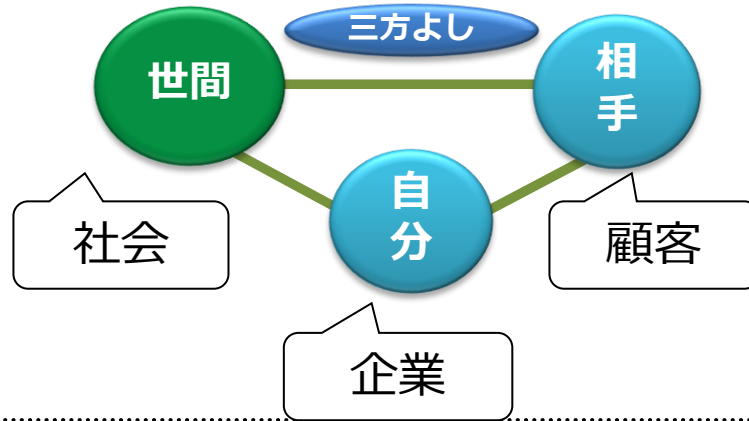 三方よし
世間
相
手
自
分
社会
顧客
企業